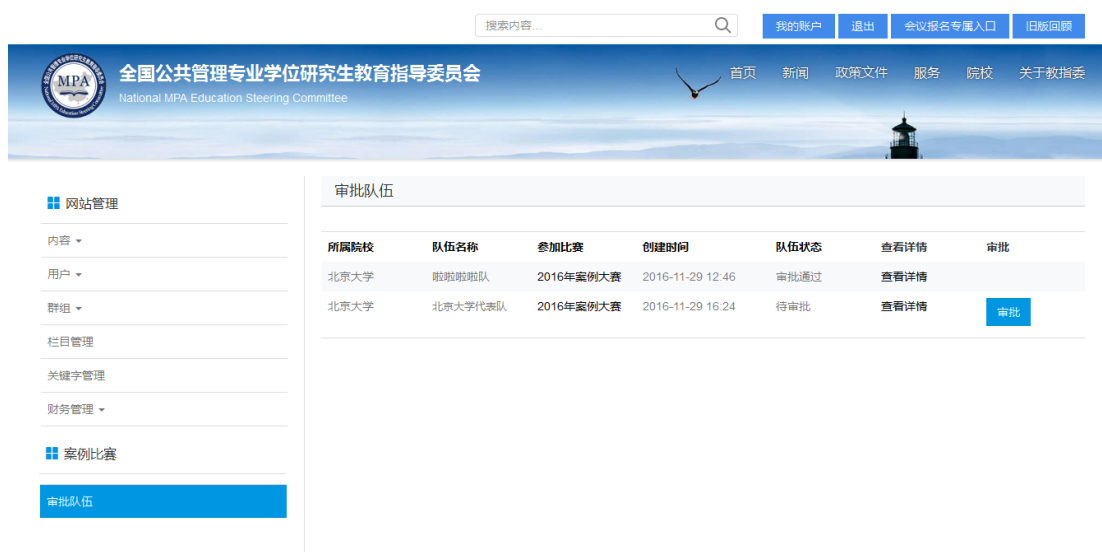 搜索内容...
我的账户 退出 会议报名专属入口 旧版回顾
MPA
全国公共管理专业学位研究生教育指导委员会
National MPA Education Steering Committee
首页 新闻 政策文件 服务 院校 关于教指委
网站管理
内容
用户
群组
栏目管理
关键字管理
财务管理
案例比赛
审批队伍
审批队伍
所属院校 队伍名称 参加比赛 创建时间 队伍状态 查看详情 审批
北京大学 啦啦啦啦队 2016年案例大赛 2016-11-29 12:46 审批通过 查看详情
北京大学 北京大学代表队 2016年案例大赛 2016-11-29 16:24 待审批 查看详情 审批